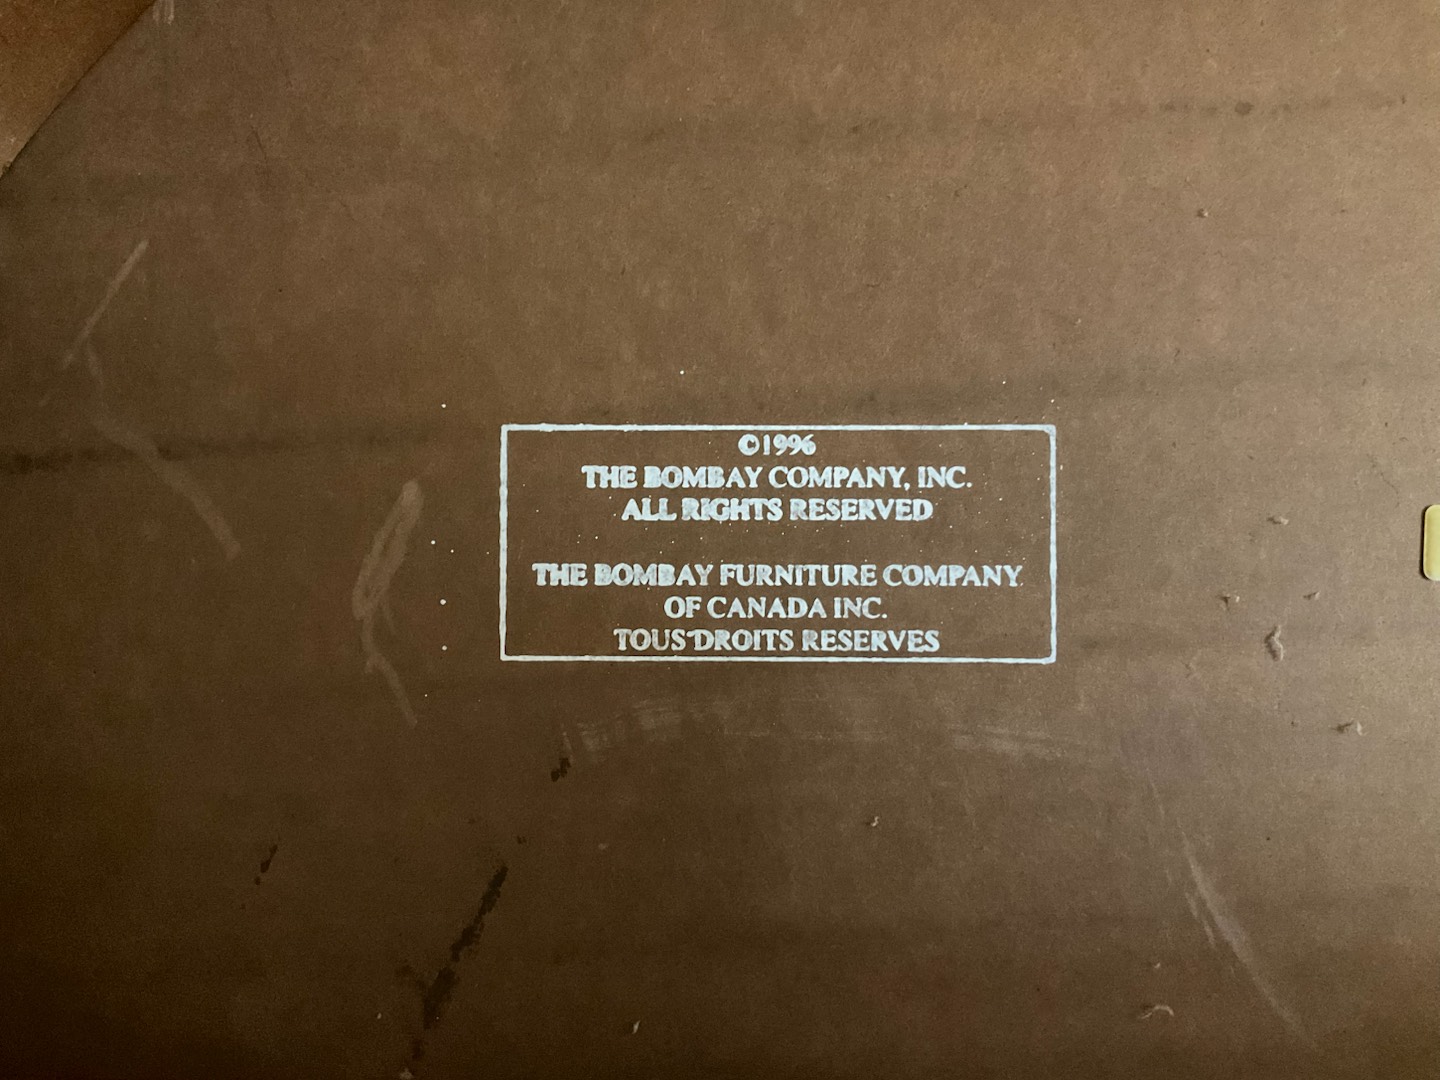 ©1996
THE BOMBAY COMPANY, INC.
ALL RIGHTS RESERVED
THE BOMBAY FURNITURE COMPANY
OF CANADA INC.
TOUS DROITS RESERVES